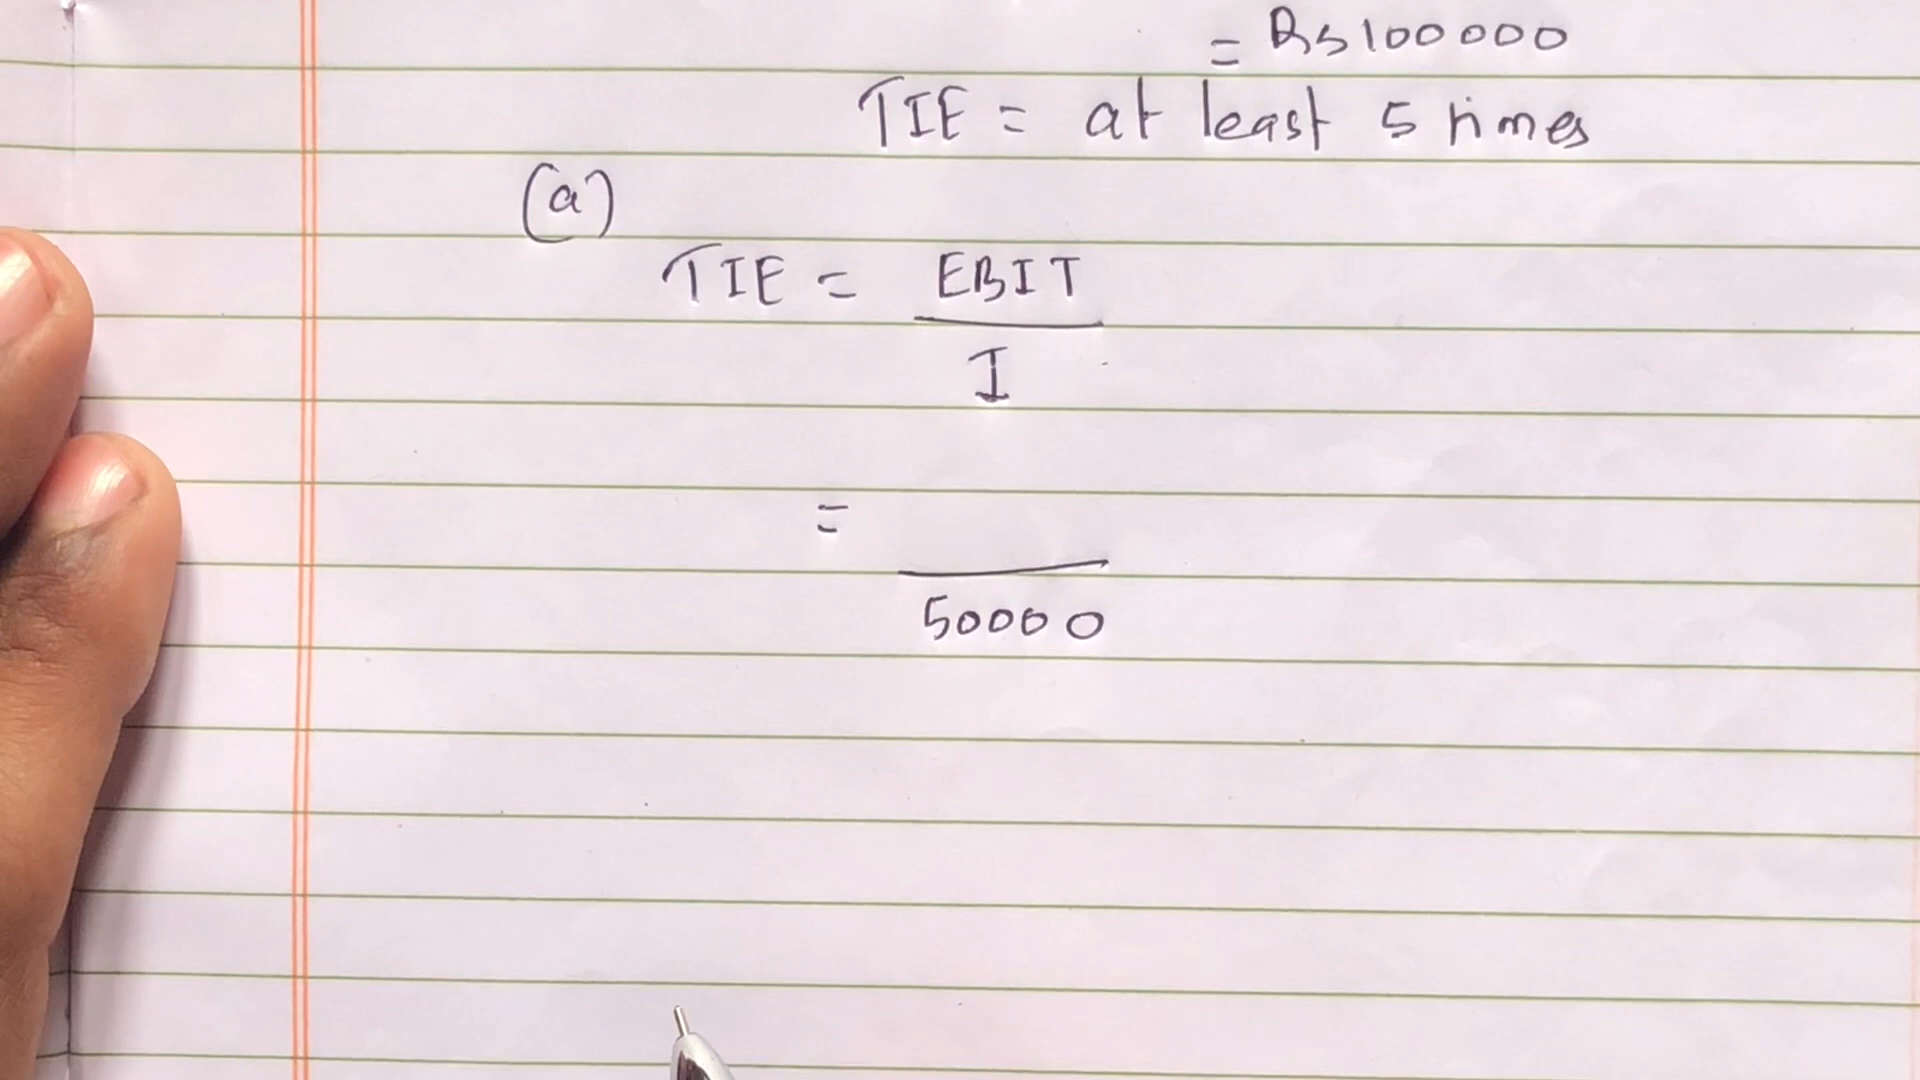 = Rs 100000
TIE = at least 5 times
(a)
TIE = EBIT
I
=
50000